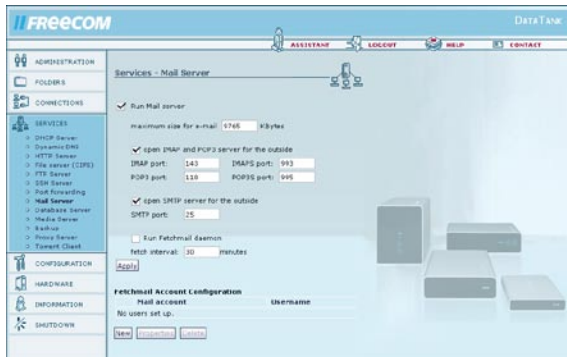 FREECOM
DATATANK
ASSISTANT LOGOUT HELP CONTACT
ADMINISTRATION
FOLDERS
CONNECTIONS
SERVICES
DHCP Server
Dynamic DNS
HTTP Server
File server (CIFS)
FTP Server
SSH Server
Port forwarding
Mail Server
Database Server
Media Server
Backup
Proxy Server
Torrent Client
CONFIGURATION
HARDWARE
INFORMATION
SHUTDOWN
Services - Mail Server
Run Mail server
maximum size for e-mail 9765 KBytes
open IMAP and POP3 server for the outside
IMAP port: 143 IMAPS port: 993
POP3 port: 110 POP3S port: 995
open SMTP server for the outside
SMTP port: 25
Run Fetchmail daemon
fetch interval: 30 minutes
Apply
Fetchmail Account Configuration
Mail account Username
No users set up.
New Properties Delete